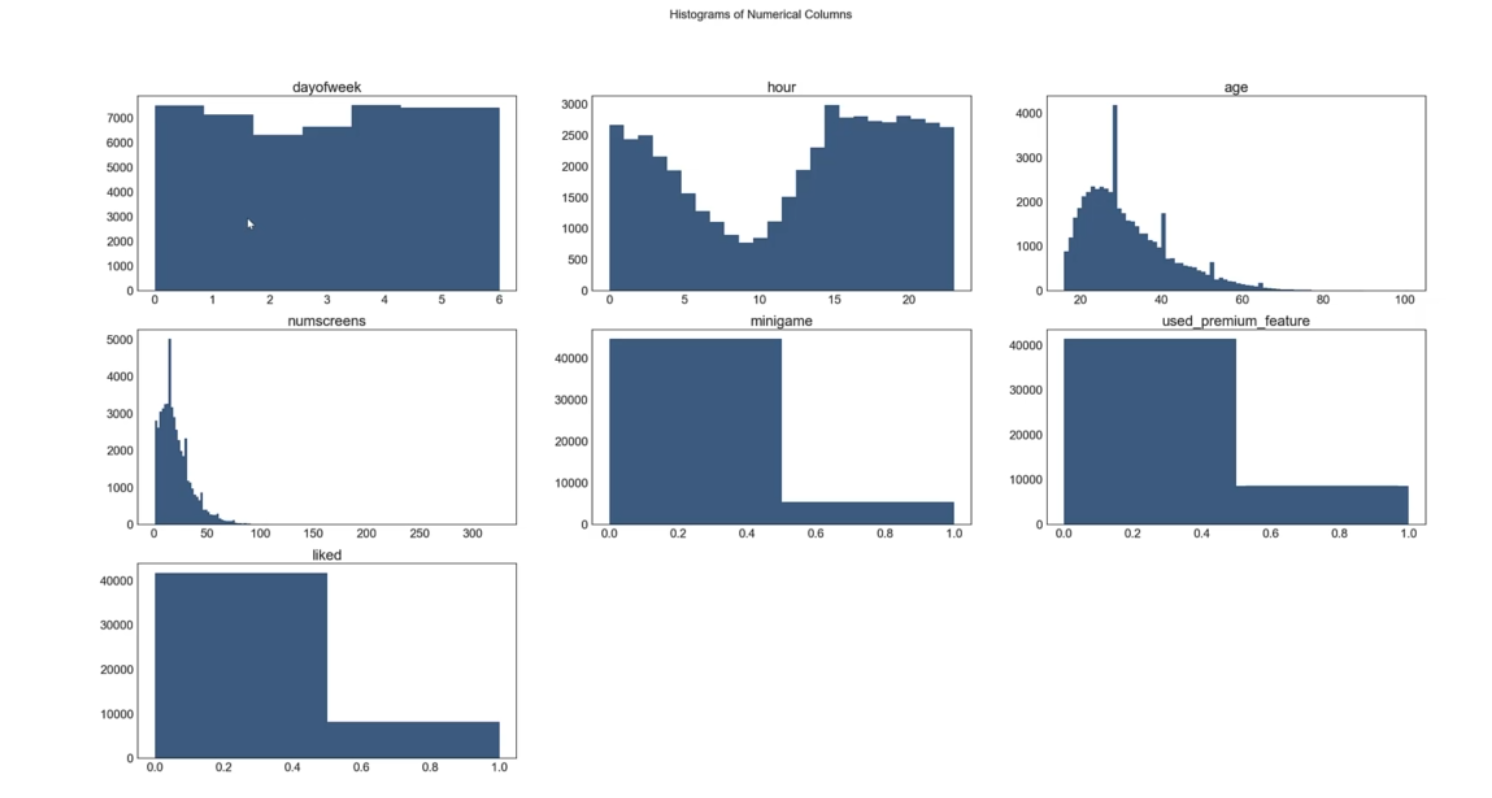 Histograms of Numerical Columns
dayofweek
7000
6000
5000
4000
3000
2000
1000
0
0 1 2 3 4 5 6
hour
3000
2500
2000
1500
1000
500
0
0 5 10 15 20
age
4000
3000
2000
1000
0
20 40 60 80 100
numscreens
5000
4000
3000
2000
1000
0
0 50 100 150 200 250 300
minigame
40000
30000
20000
10000
0
0.0 0.2 0.4 0.6 0.8 1.0
used_premium_feature
40000
30000
20000
10000
0
0.0 0.2 0.4 0.6 0.8 1.0
liked
40000
30000
20000
10000
0
0.0 0.2 0.4 0.6 0.8 1.0